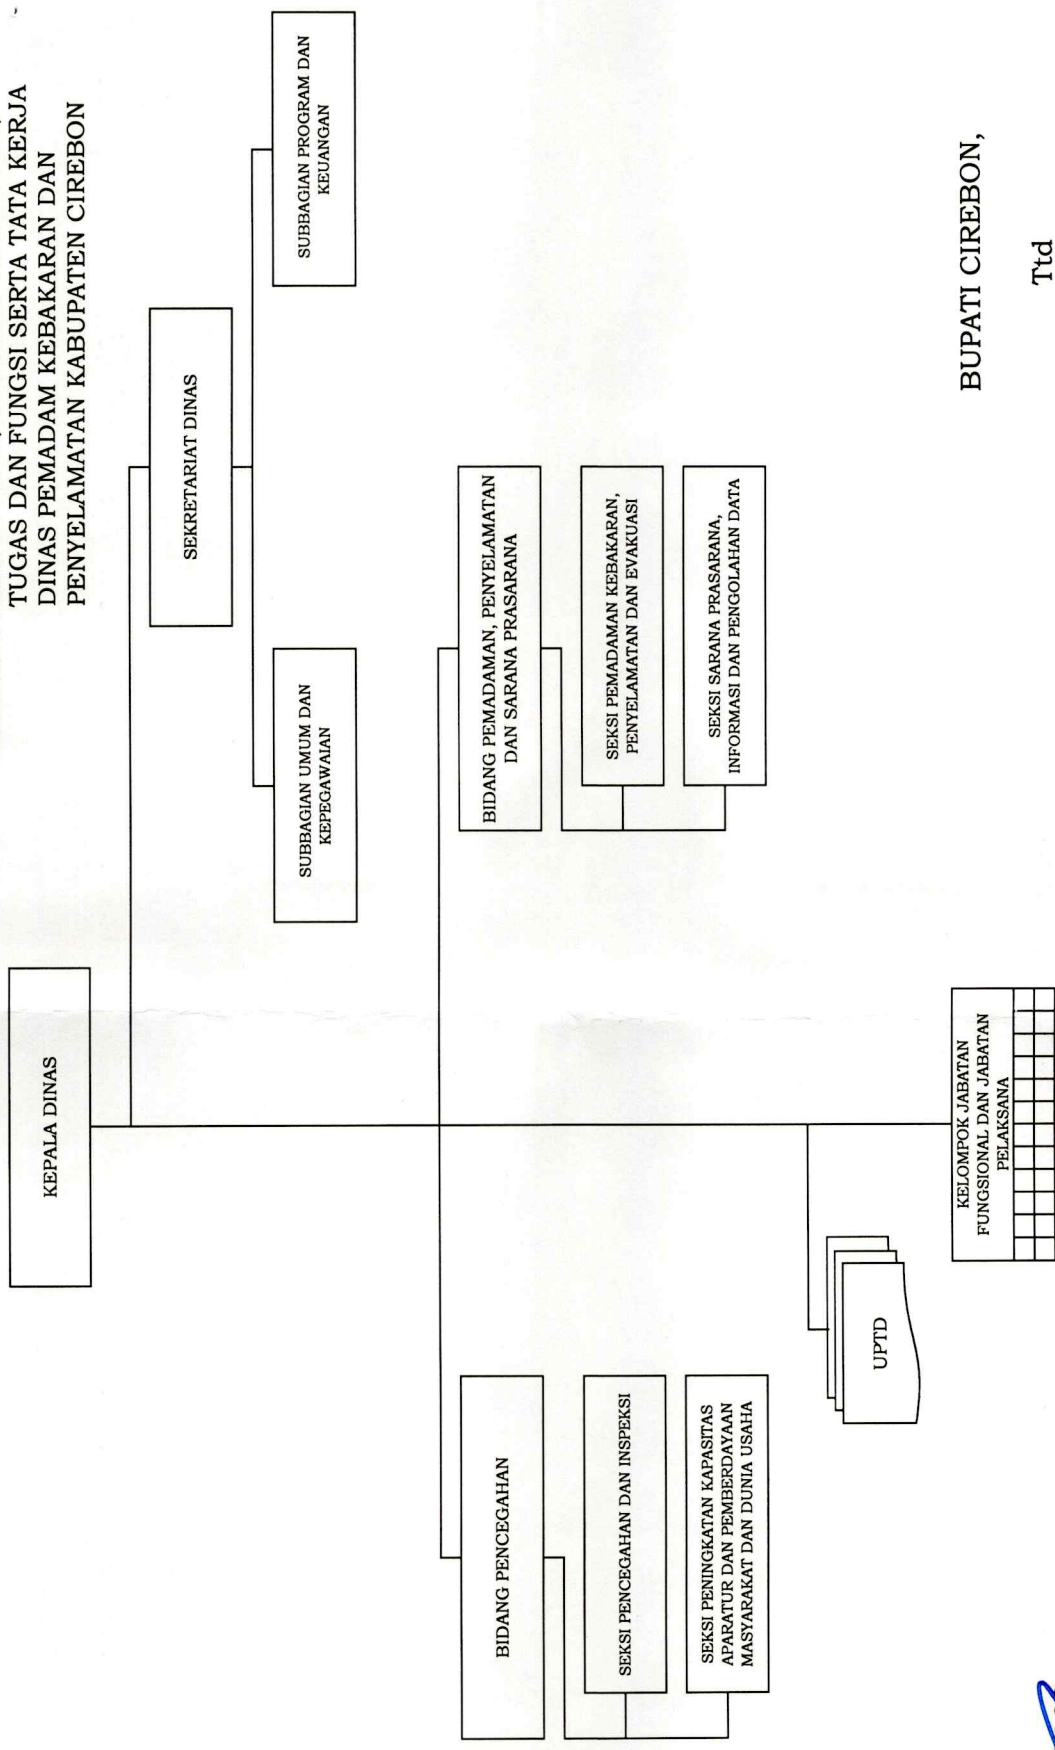 TUGAS DAN FUNGSI SERTA TATA KERJA
DINAS PEMADAM KEBAKARAN DAN
PENYELAMATAN KABUPATEN CIREBON
KEPALA DINAS
SEKRETARIAT DINAS
SUBBAGIAN UMUM DAN
KEPEGAWAIAN
SUBBAGIAN PROGRAM DAN
KEUANGAN
BIDANG PENCEGAHAN
SEKSI PENCEGAHAN DAN INSPEKSI
SEKSI PENINGKATAN KAPASITAS
APARATUR DAN PEMBERDAYAAN
MASYARAKAT DAN DUNIA USAHA
BIDANG PEMADAMAN, PENYELAMATAN
DAN SARANA PRASARANA
SEKSI PEMADAMAN KEBAKARAN,
PENYELAMATAN DAN EVAKUASI
SEKSI SARANA PRASARANA,
INFORMASI DAN PENGOLAHAN DATA
UPTD
KELOMPOK JABATAN
FUNGSIONAL DAN JABATAN
PELAKSANA
BUPATI CIREBON,
Ttd